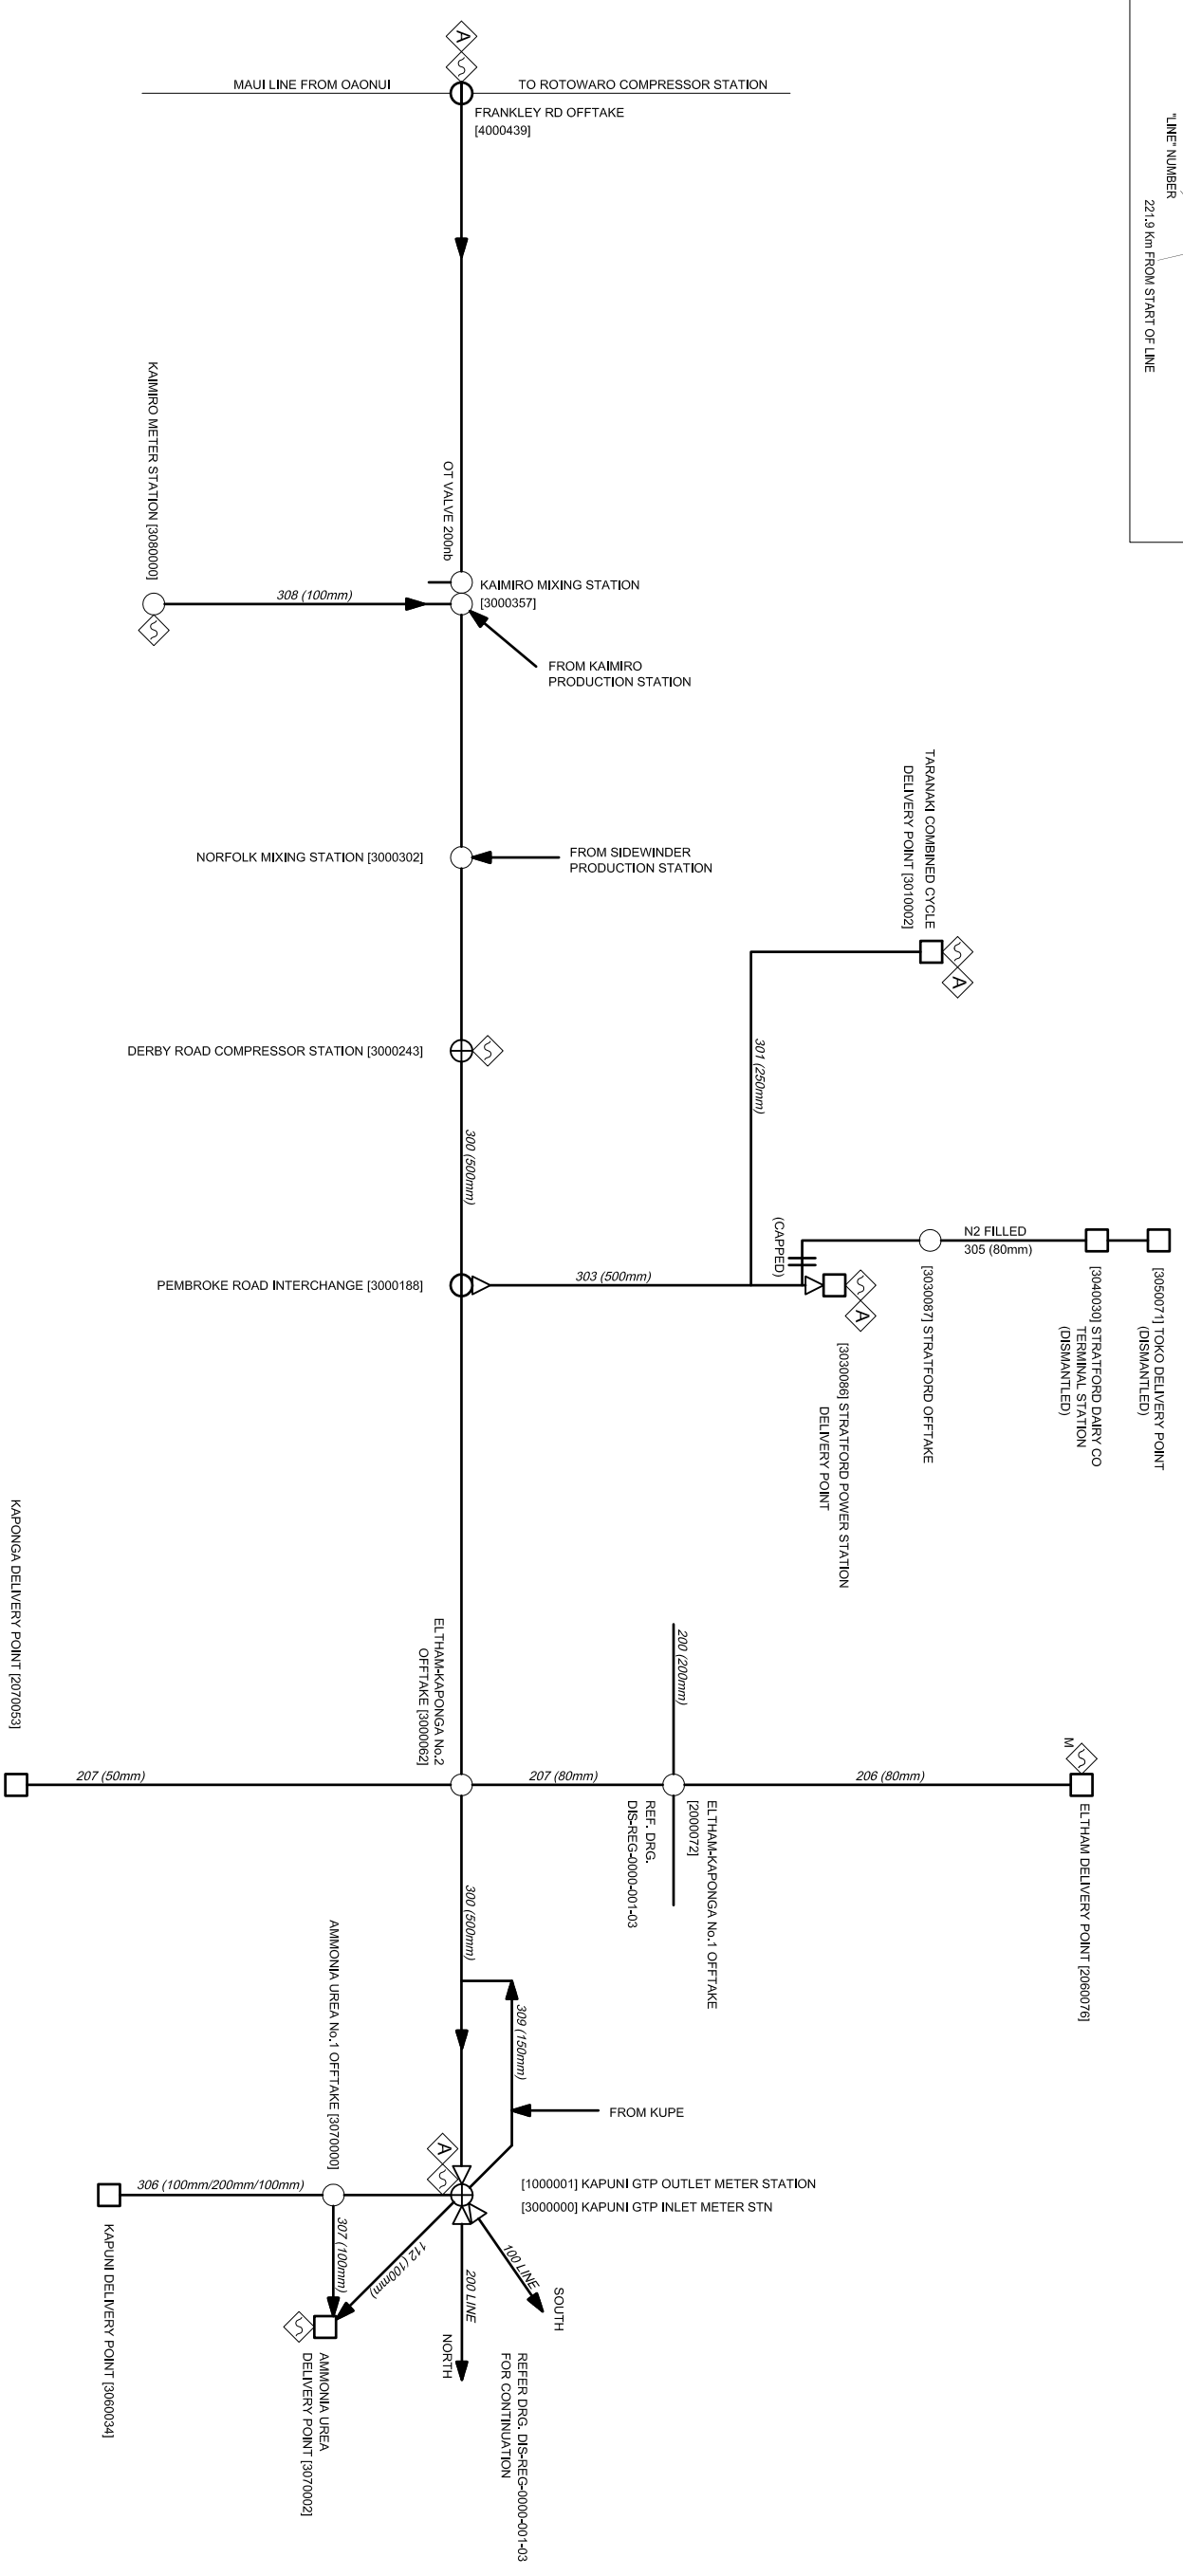 "LINE" NUMBER
221.9 Km FROM START OF LINE
A
MAUI LINE FROM OAONUI
TO ROTOWARO COMPRESSOR STATION
FRANKLEY RD OFFTAKE
[4000439]
KAIMIRO METER STATION [3080000]
OT VALVE 200nb
KAIMIRO MIXING STATION
[3000357]
308 (100mm)
FROM KAIMIRO
PRODUCTION STATION
TARANAKI COMBINED CYCLE
DELIVERY POINT [3010002]
A
NORFOLK MIXING STATION [3000302]
FROM SIDEWINDER
PRODUCTION STATION
DERBY ROAD COMPRESSOR STATION [3000243]
301 (250mm)
300 (500mm)
(CAPPED)
N2 FILLED
305 (80mm)
PEMBROKE ROAD INTERCHANGE [3000188]
303 (500mm)
A
[3030087] STRATFORD OFFTAKE
[3040030] STRATFORD DAIRY CO
TERMINAL STATION
(DISMANTLED)
[3050071] TOKO DELIVERY POINT
(DISMANTLED)
[3030086] STRATFORD POWER STATION
DELIVERY POINT
KAPONGA DELIVERY POINT [2070053]
ELTHAM-KAPONGA No.2
OFFTAKE [3000062]
200 (200mm)
M
207 (50mm)
207 (80mm)
206 (80mm)
ELTHAM-KAPONGA No.1 OFFTAKE
[2000072]
REF. DRG.
DIS-REG-0000-001-03
ELTHAM DELIVERY POINT [2060076]
300 (500mm)
AMMONIA UREA No.1 OFFTAKE [3070000]
309 (150mm)
FROM KUPE
A
[1000001] KAPUNI GTP OUTLET METER STATION
[3000000] KAPUNI GTP INLET METER STN
306 (100mm/200mm/100mm)
307 (100mm)
112 (100mm)
100 LINE
200 LINE
SOUTH
NORTH
KAPUNI DELIVERY POINT [3060034]
AMMONIA UREA
DELIVERY POINT [3070002]
REFER DRG. DIS-REG-0000-001-03
FOR CONTINUATION